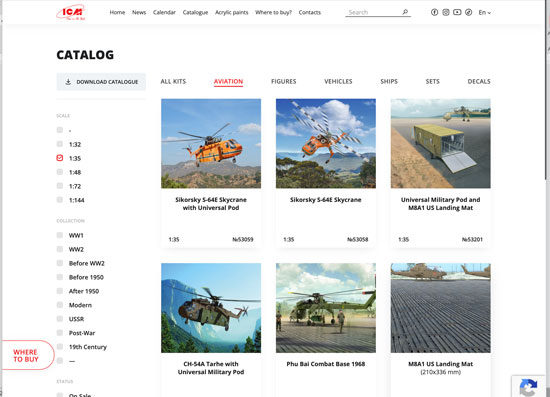 ICM
Home News Calendar Catalogue Acrylic paints Where to buy? Contacts
Search
En
CATALOG
DOWNLOAD CATALOGUE
ALL KITS AVIATION FIGURES VEHICLES SHIPS SETS DECALS
SCALE
-
1:32
1:35
1:48
1:72
1:144
COLLECTION
WW1
WW2
Before WW2
Before 1950
After 1950
Modern
USSR
Post-War
19th Century
—
STATUS
On Sale
WHERE
TO BUY
Sikorsky S-64E Skycrane
with Universal Pod
1:35 №53059
Sikorsky S-64E Skycrane
1:35 №53058
Universal Military Pod and
M8A1 US Landing Mat
1:35 №53201
CH-54A Tarhe with
Universal Military Pod
Phu Bai Combat Base 1968
M8A1 US Landing Mat
(210x336 mm)